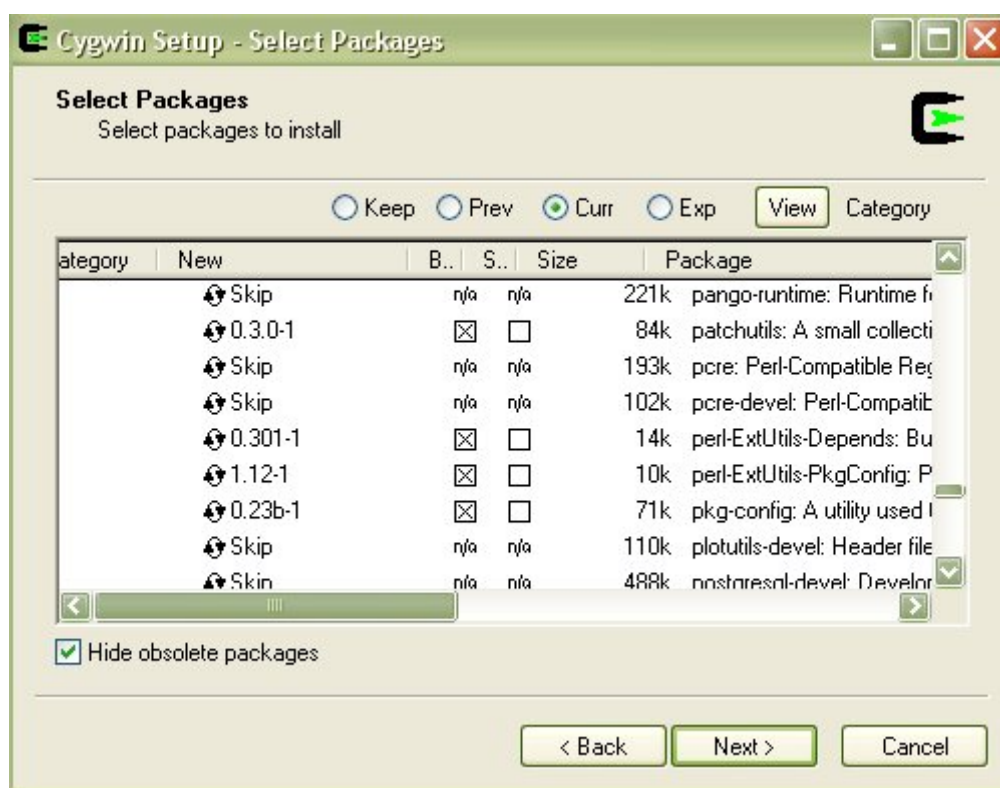 Cygwin Setup - Select Packages
Select Packages
Select packages to install
Keep Prev Curr Exp View Category
ategory New B.. S.. Size Package
Skip n/a n/a 221k pango-runtime: Runtime f
0.3.0-1 84k patchutils: A small collecti
Skip n/a n/a 193k pcre: Perl-Compatible Reg
Skip n/a n/a 102k pcre-devel: Perl-Compatib
0.301-1 14k perl-ExtUtils-Depends: Bu
1.12-1 10k perl-ExtUtils-PkgConfig: P
0.23b-1 71k pkg-config: A utility used
Skip n/a n/a 110k plotutils-devel: Header file
Skip n/a n/a 488k postgresql-devel: Develor
Hide obsolete packages
< Back Next > Cancel